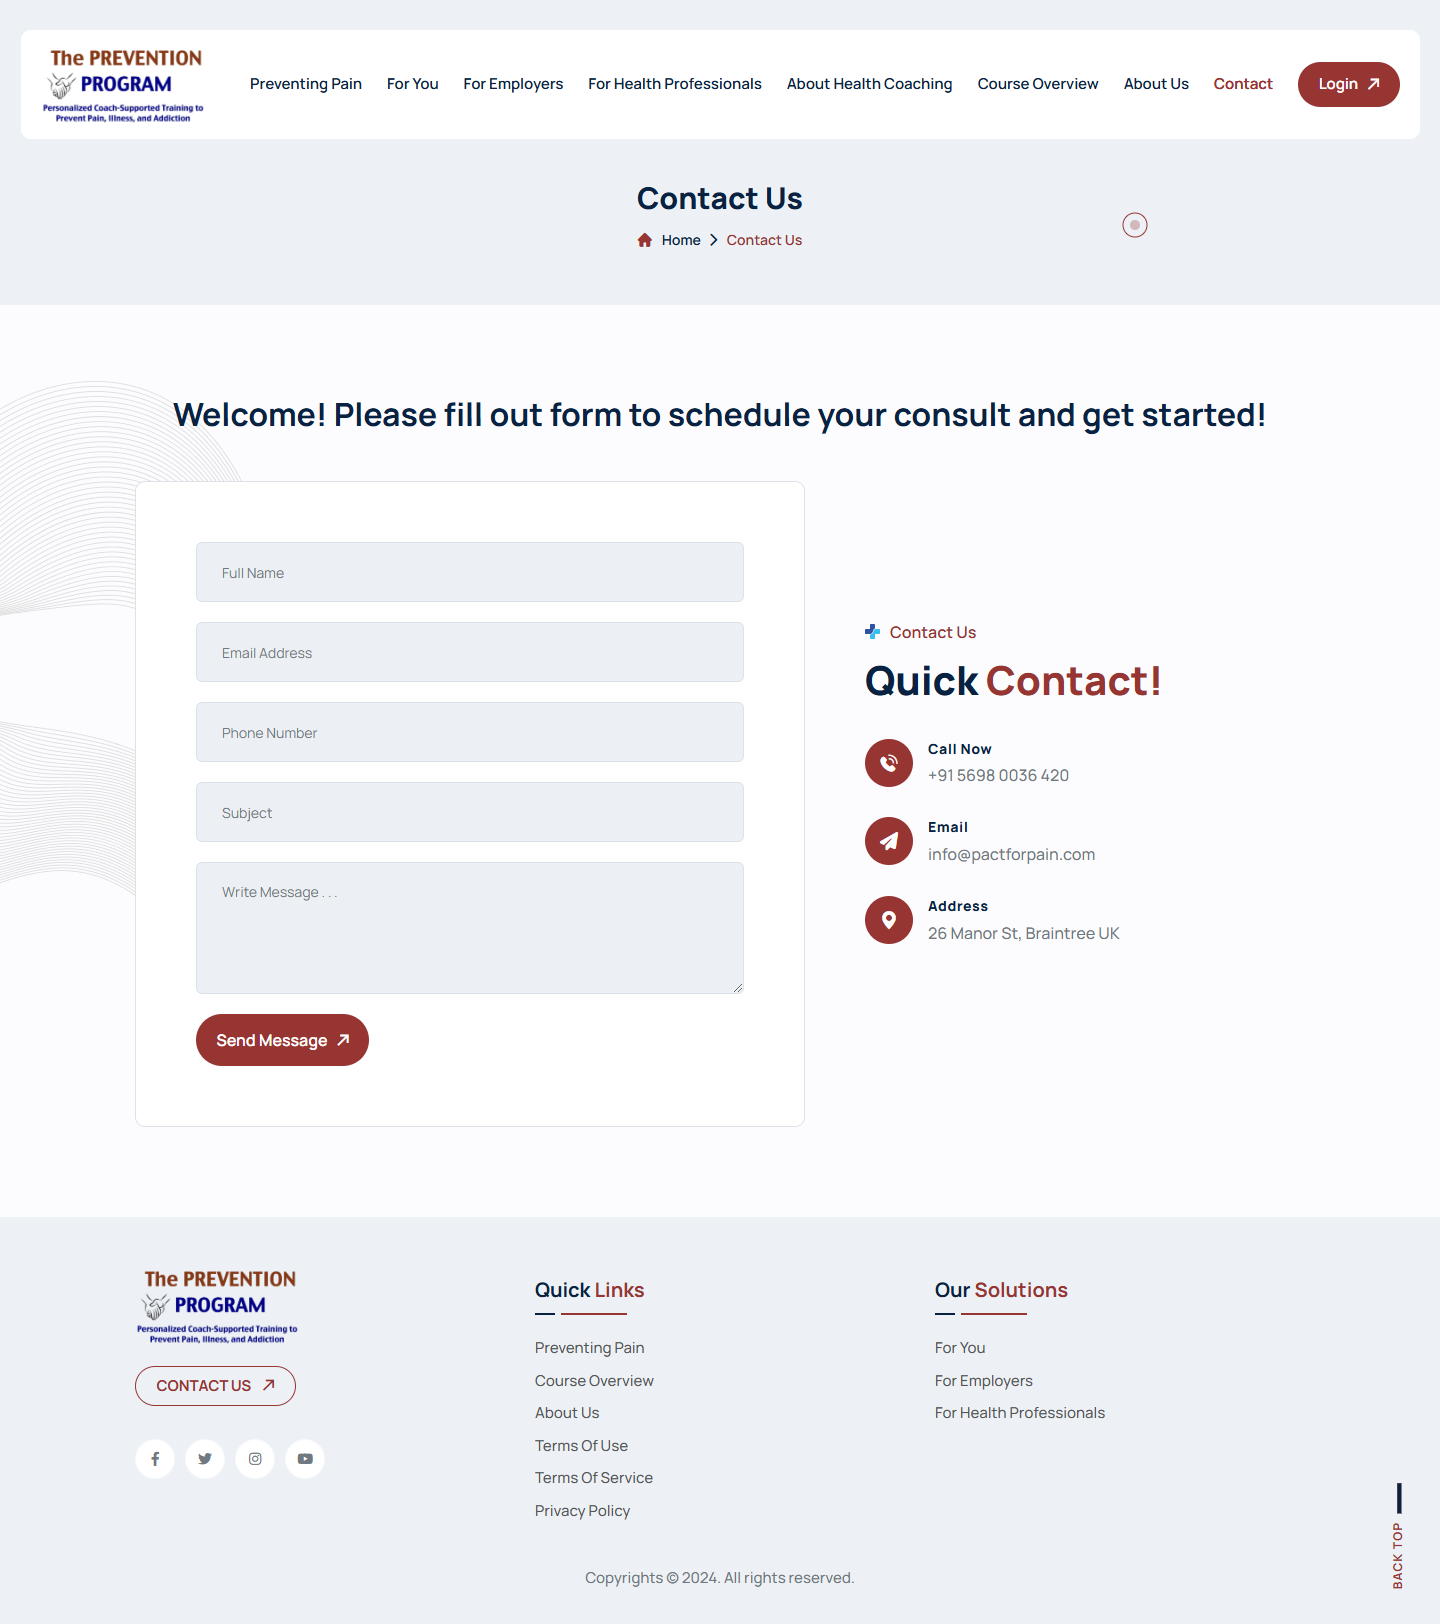 The PREVENTION
PROGRAM
Personalized Coach-Supported Training to
Prevent Pain, Illness, and Addiction
Preventing Pain For You For Employers For Health Professionals About Health Coaching Course Overview About Us Contact Login
Contact Us
Home Contact Us
Welcome! Please fill out form to schedule your consult and get started!
Full Name
Email Address
Phone Number
Subject
Write Message . . .
Send Message
Contact Us
Quick Contact!
Call Now
+91 5698 0036 420
Email
info@pactforpain.com
Address
26 Manor St, Braintree UK
The PREVENTION
PROGRAM
Personalized Coach-Supported Training to
Prevent Pain, Illness, and Addiction
CONTACT US
Quick Links
Preventing Pain
Course Overview
About Us
Terms Of Use
Terms Of Service
Privacy Policy
Our Solutions
For You
For Employers
For Health Professionals
BACK TOP
Copyrights © 2024. All rights reserved.